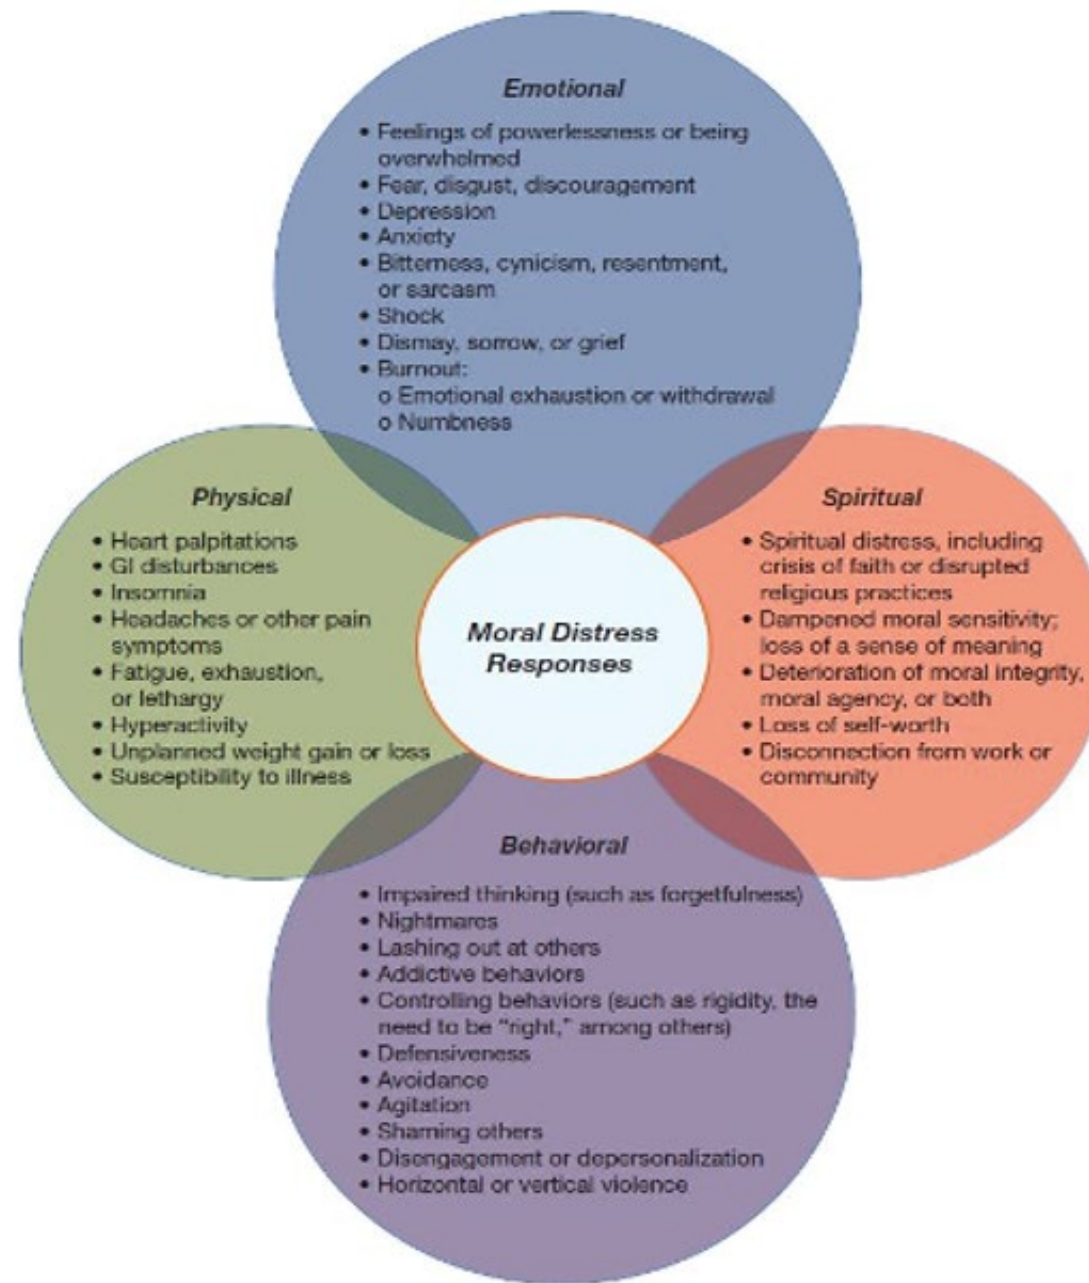 Emotional
• Feelings of powerlessness or being
overwhelmed
• Fear, disgust, discouragement
• Depression
• Anxiety
• Bitterness, cynicism, resentment,
or sarcasm
• Shock
• Dismay, sorrow, or grief
• Burnout:
o Emotional exhaustion or withdrawal
o Numbness
Physical
• Heart palpitations
• GI disturbances
• Insomnia
• Headaches or other pain
symptoms
• Fatigue, exhaustion,
or lethargy
• Hyperactivity
• Unplanned weight gain or loss
• Susceptibility to illness
Moral Distress
Responses
Spiritual
• Spiritual distress, including
crisis of faith or disrupted
religious practices
• Dampened moral sensitivity;
loss of a sense of meaning
• Deterioration of moral integrity,
moral agency, or both
• Loss of self-worth
• Disconnection from work or
community
Behavioral
• Impaired thinking (such as forgetfulness)
• Nightmares
• Lashing out at others
• Addictive behaviors
• Controlling behaviors (such as rigidity, the
need to be “right,” among others)
• Defensiveness
• Avoidance
• Agitation
• Shaming others
• Disengagement or depersonalization
• Horizontal or vertical violence